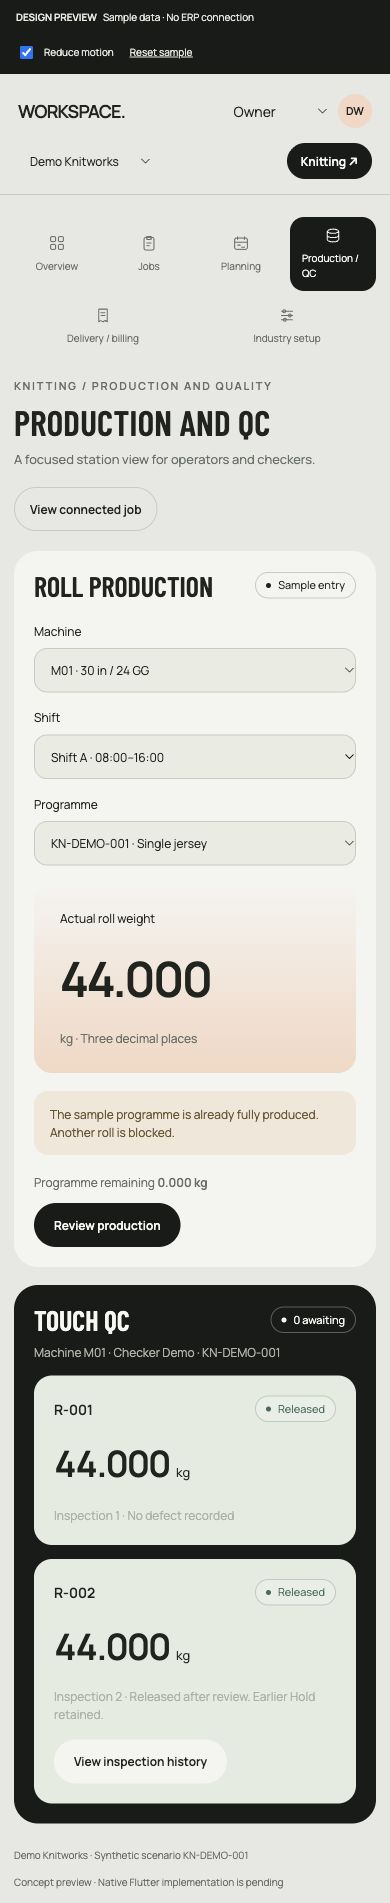 DESIGN PREVIEW Sample data · No ERP connection
Reduce motion Reset sample
WORKSPACE. Owner DW
Demo Knitworks Knitting ↗
Overview Jobs Planning Production / QC
Delivery / billing Industry setup
KNITTING / PRODUCTION AND QUALITY
PRODUCTION AND QC
A focused station view for operators and checkers.
View connected job
ROLL PRODUCTION Sample entry
Machine
M01 · 30 in / 24 GG
Shift
Shift A · 08:00–16:00
Programme
KN-DEMO-001 · Single jersey
Actual roll weight
44.000
kg · Three decimal places
The sample programme is already fully produced.
Another roll is blocked.
Programme remaining 0.000 kg
Review production
TOUCH QC 0 awaiting
Machine M01 · Checker Demo · KN-DEMO-001
R-001 Released
44.000 kg
Inspection 1 · No defect recorded
R-002 Released
44.000 kg
Inspection 2 · Released after review. Earlier Hold
retained.
View inspection history
Demo Knitworks · Synthetic scenario KN-DEMO-001
Concept preview · Native Flutter implementation is pending